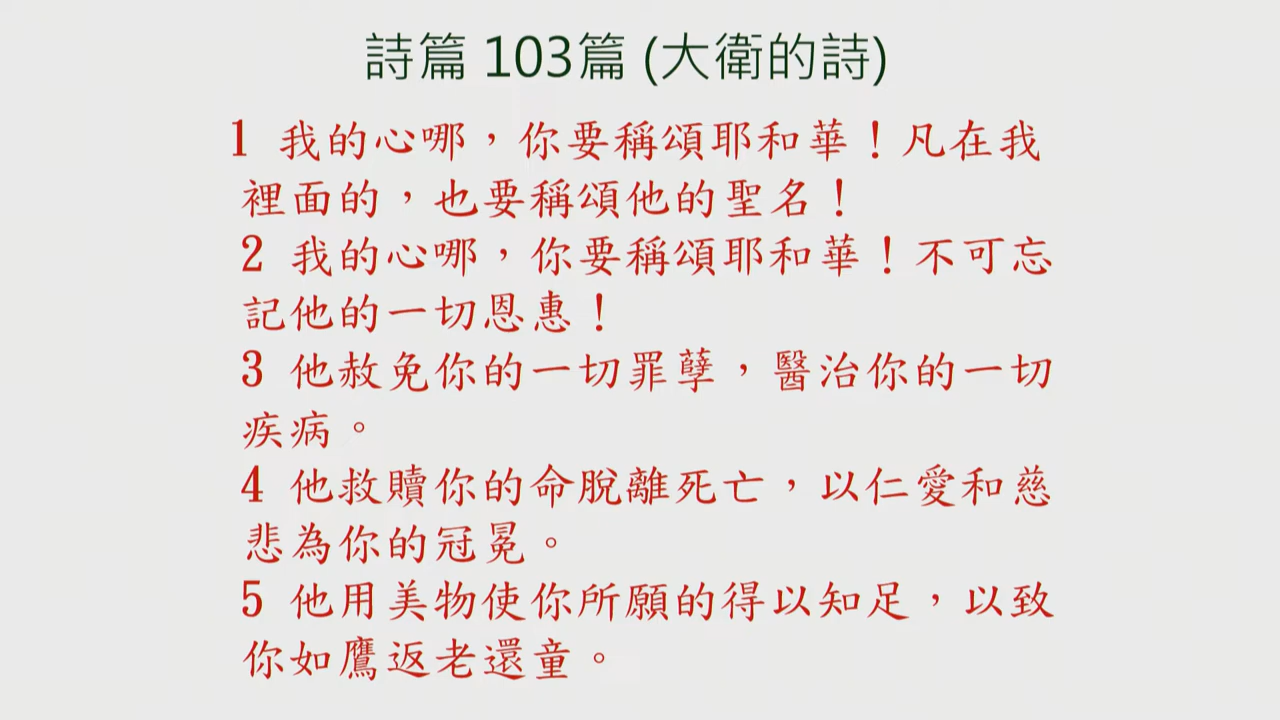 詩篇 103篇 (大衛的詩)
1 我的心哪，你要稱頌耶和華！凡在我
裡面的，也要稱頌他的聖名！
2 我的心哪，你要稱頌耶和華！不可忘
記他的一切恩惠！
3 他赦免你的一切罪孽，醫治你的一切
疾病。
4 他救贖你的命脫離死亡，以仁愛和慈
悲為你的冠冕。
5 他用美物使你所願的得以知足，以致
你如鷹返老還童。